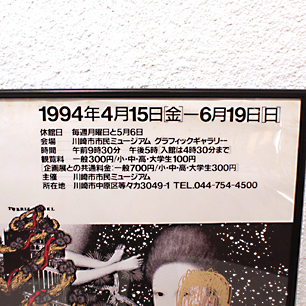 1994年4月15日[金]—6月19日[日]
休館日　毎週月曜日と5月6日
会場　川崎市市民ミュージアム グラフィックギャラリー
時間　午前9時30分　午後5時(入館は4時30分まで)
観覧料　一般300円/小・中・高・大学生100円
[企画展との共通料金:一般700円/小・中・高・大学生300円]
主催　川崎市市民ミュージアム
所在地　川崎市中原区等々力3049-1 TEL.044-754-4500